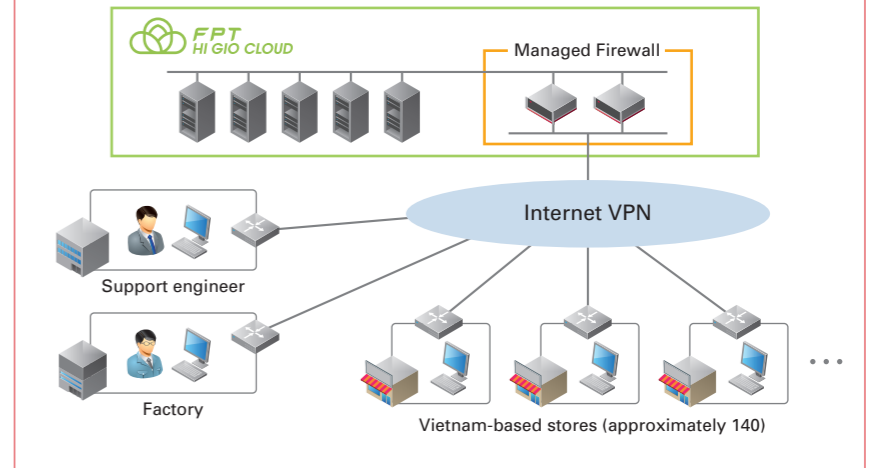 FPT
HI GIO CLOUD
Managed Firewall
Internet VPN
Support engineer
Factory
Vietnam-based stores (approximately 140)